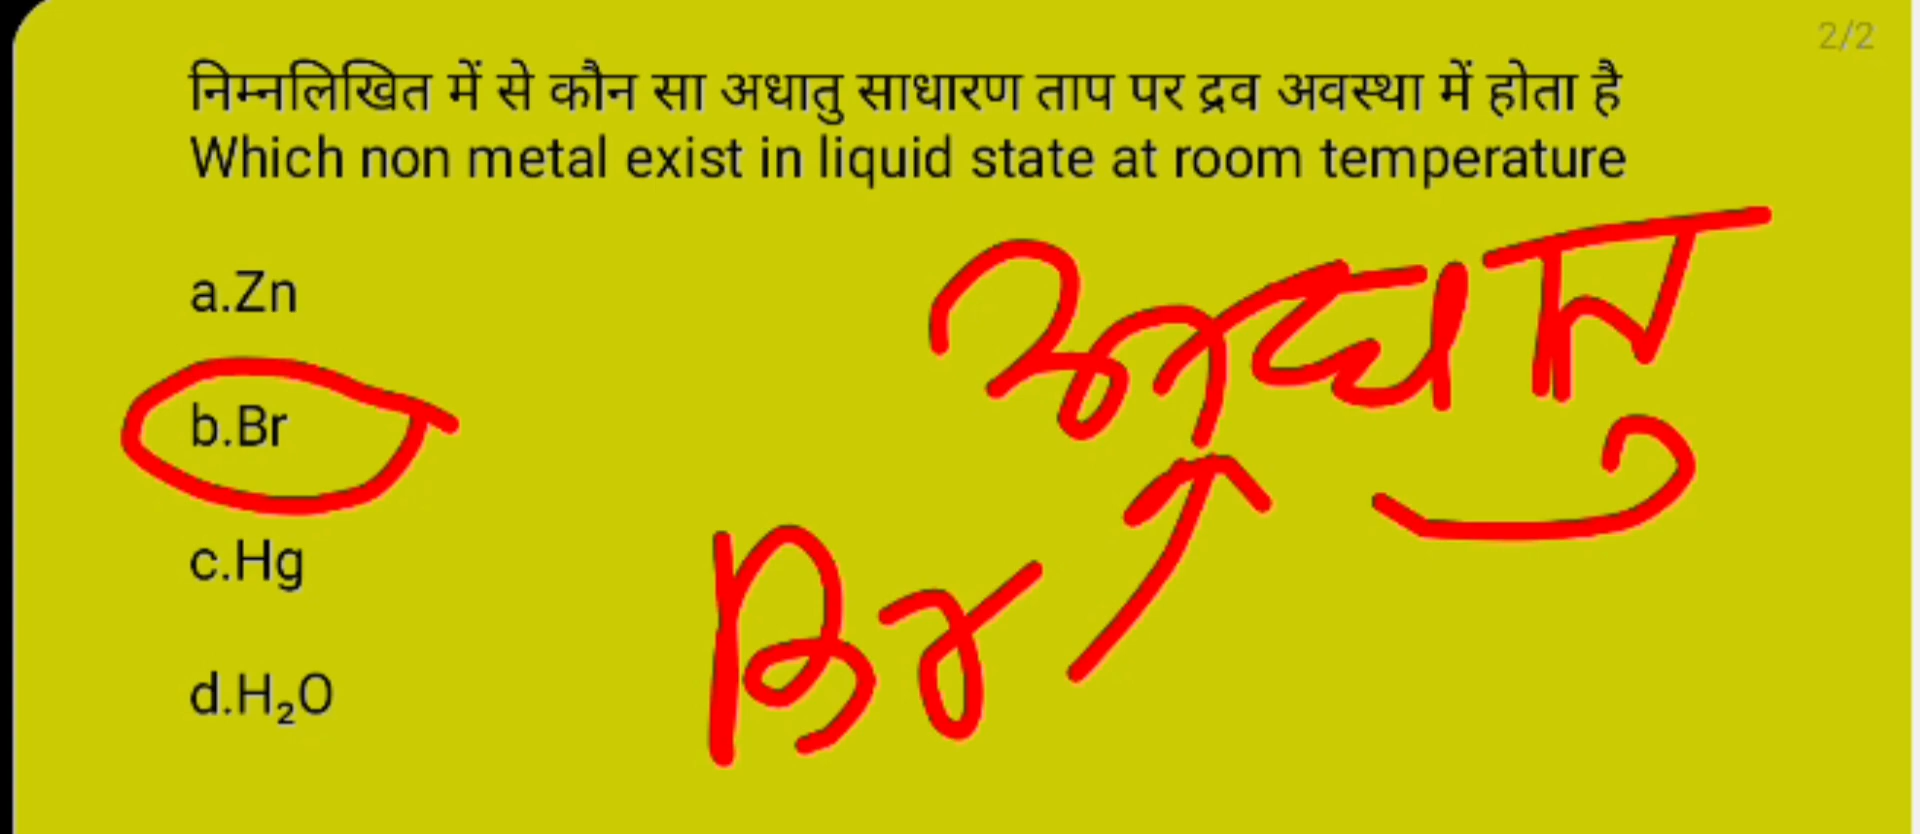 2/2
निम्नलिखित में से कौन सा अधातु साधारण ताप पर द्रव अवस्था में होता है
Which non metal exist in liquid state at room temperature
a.Zn
अधातु
b.Br
c.Hg
Br
d.H₂O